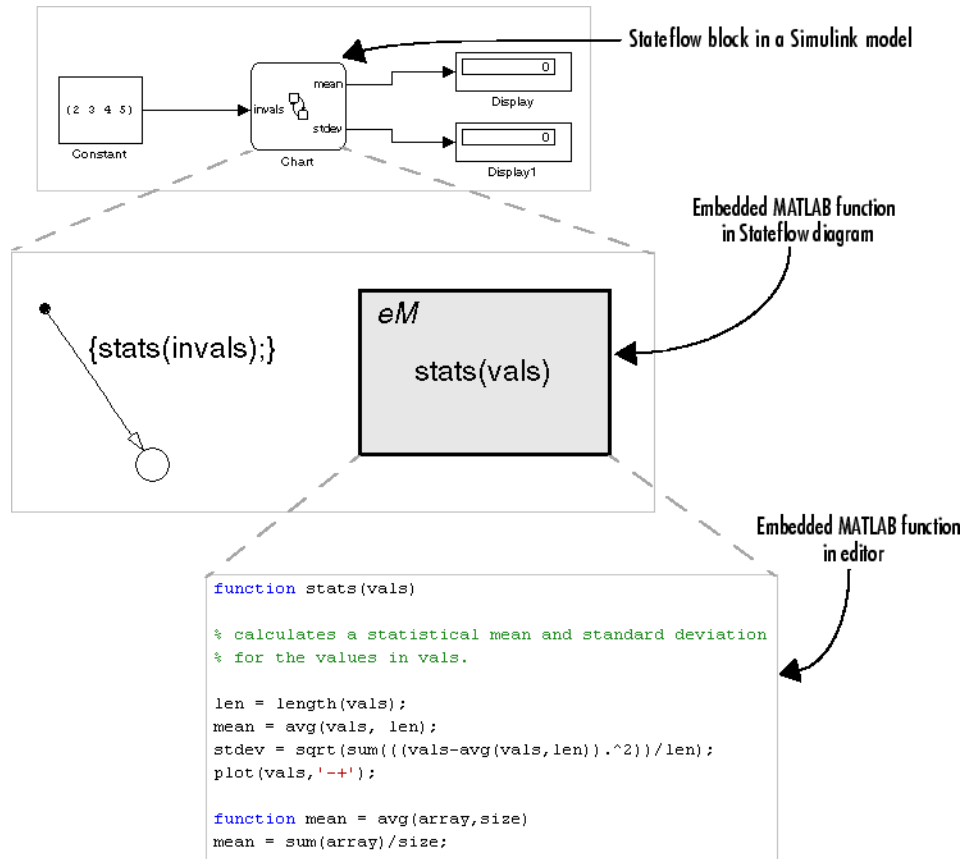 Stateflow block in a Simulink model
mean
0
Display
(2 3 4 5)
invals
stdev
0
Constant
Chart
Display1
Embedded MATLAB function
in Stateflow diagram
eM
{stats(invals);}
stats(vals)
Embedded MATLAB function
in editor
function stats(vals)
% calculates a statistical mean and standard deviation
% for the values in vals.
len = length(vals);
mean = avg(vals, len);
stdev = sqrt(sum(((vals-avg(vals,len)).^2))/len);
plot(vals,'-+');
function mean = avg(array,size)
mean = sum(array)/size;